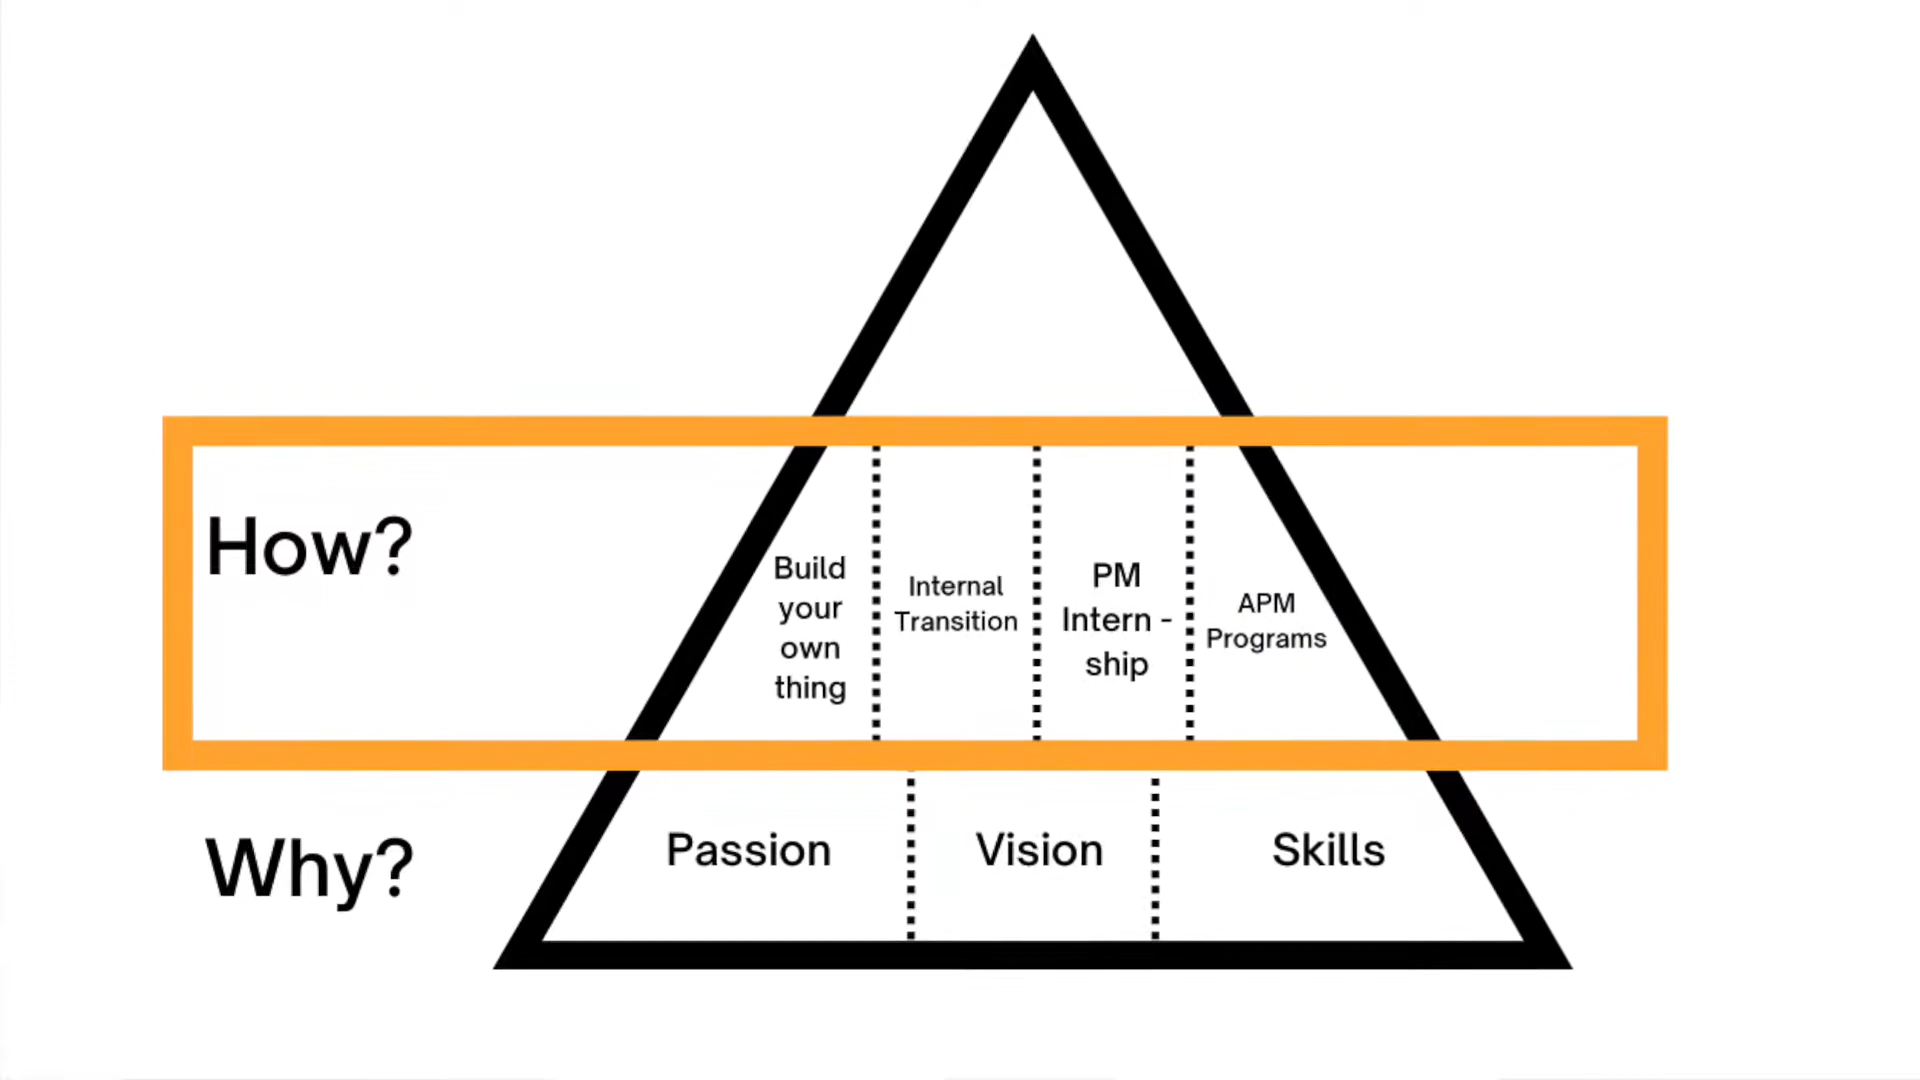 How?
Build
your
own
thing
Internal
Transition
PM
Intern -
ship
APM
Programs
Why?
Passion
Vision
Skills